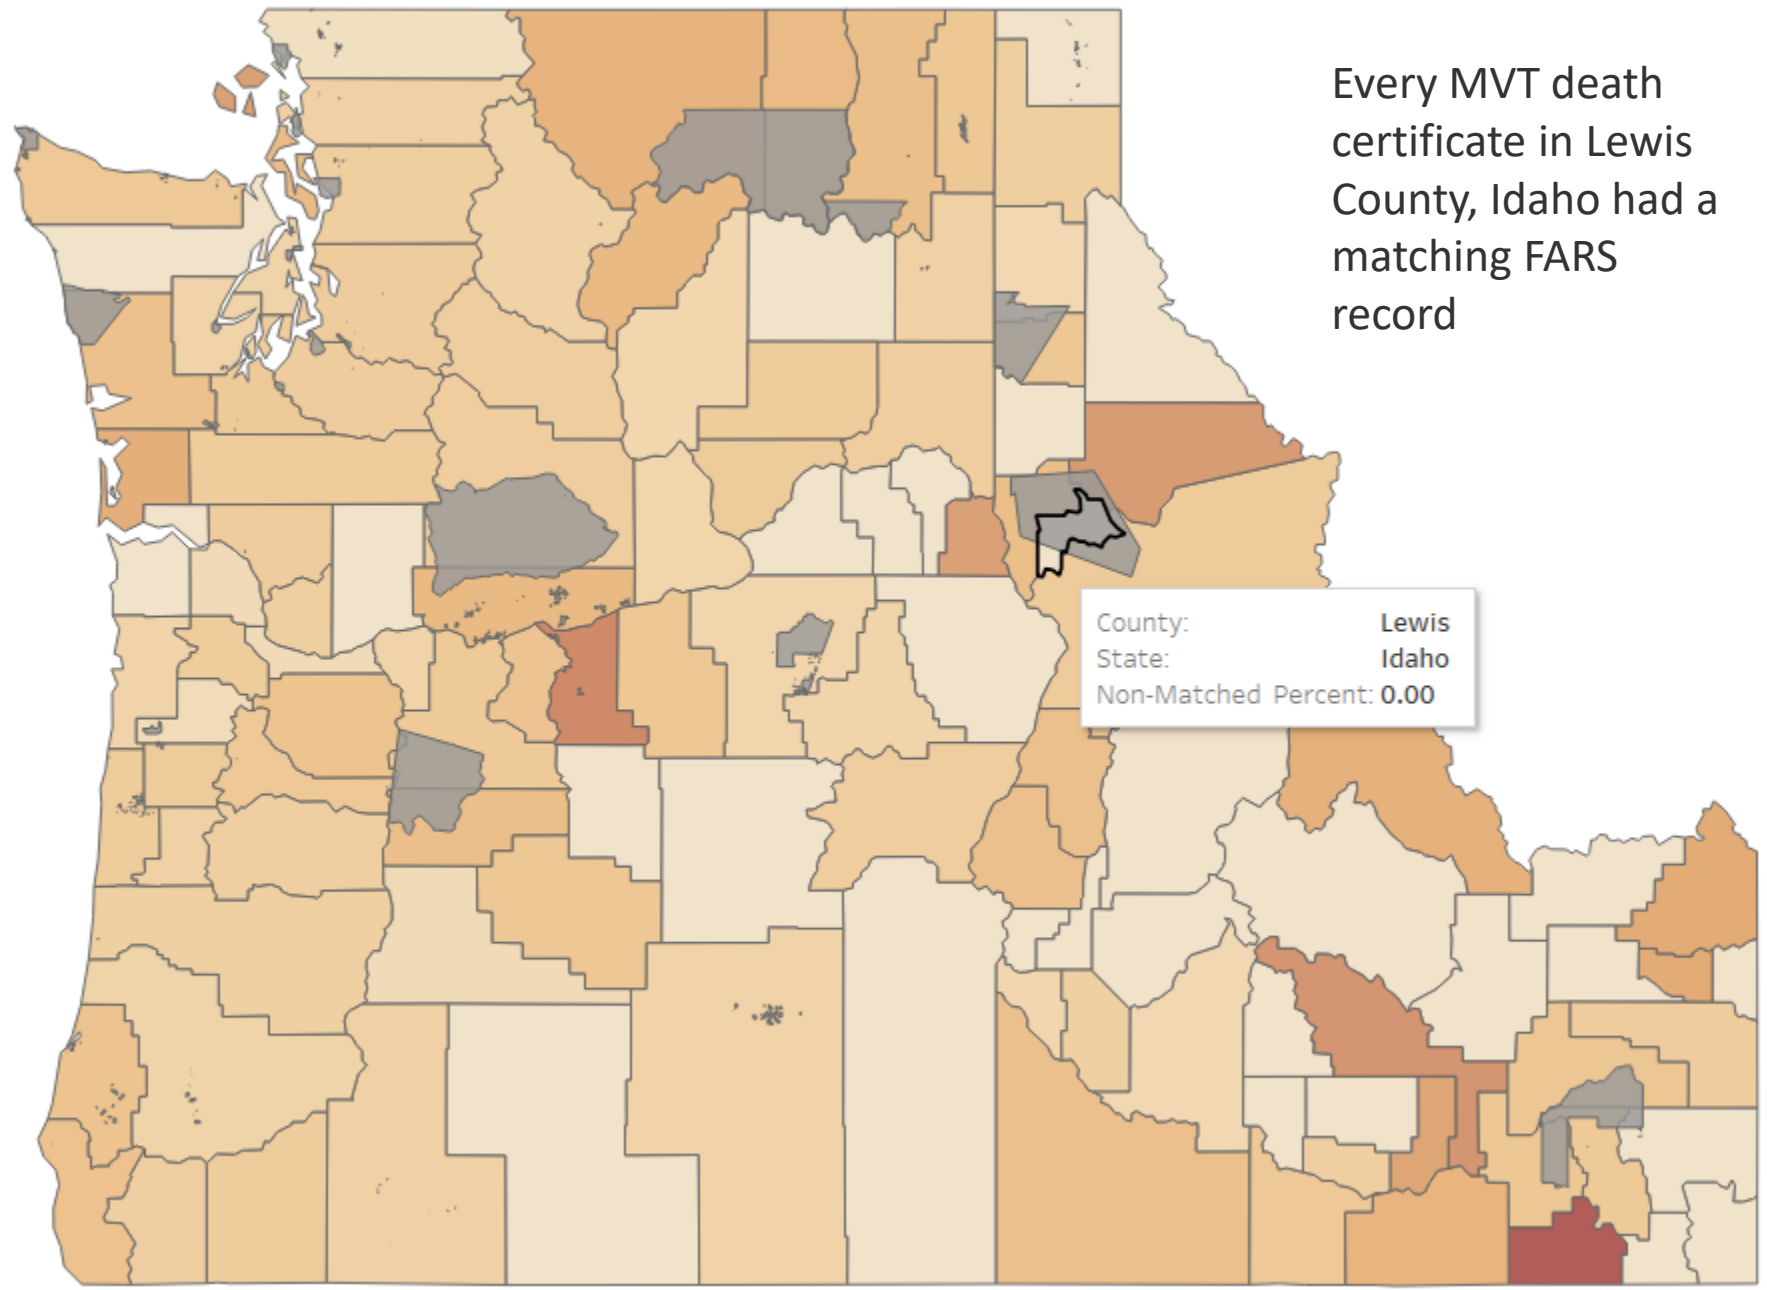 Every MVT death
certificate in Lewis
County, Idaho had a
matching FARS
record
County: Lewis
State: Idaho
Non-Matched Percent: 0.00